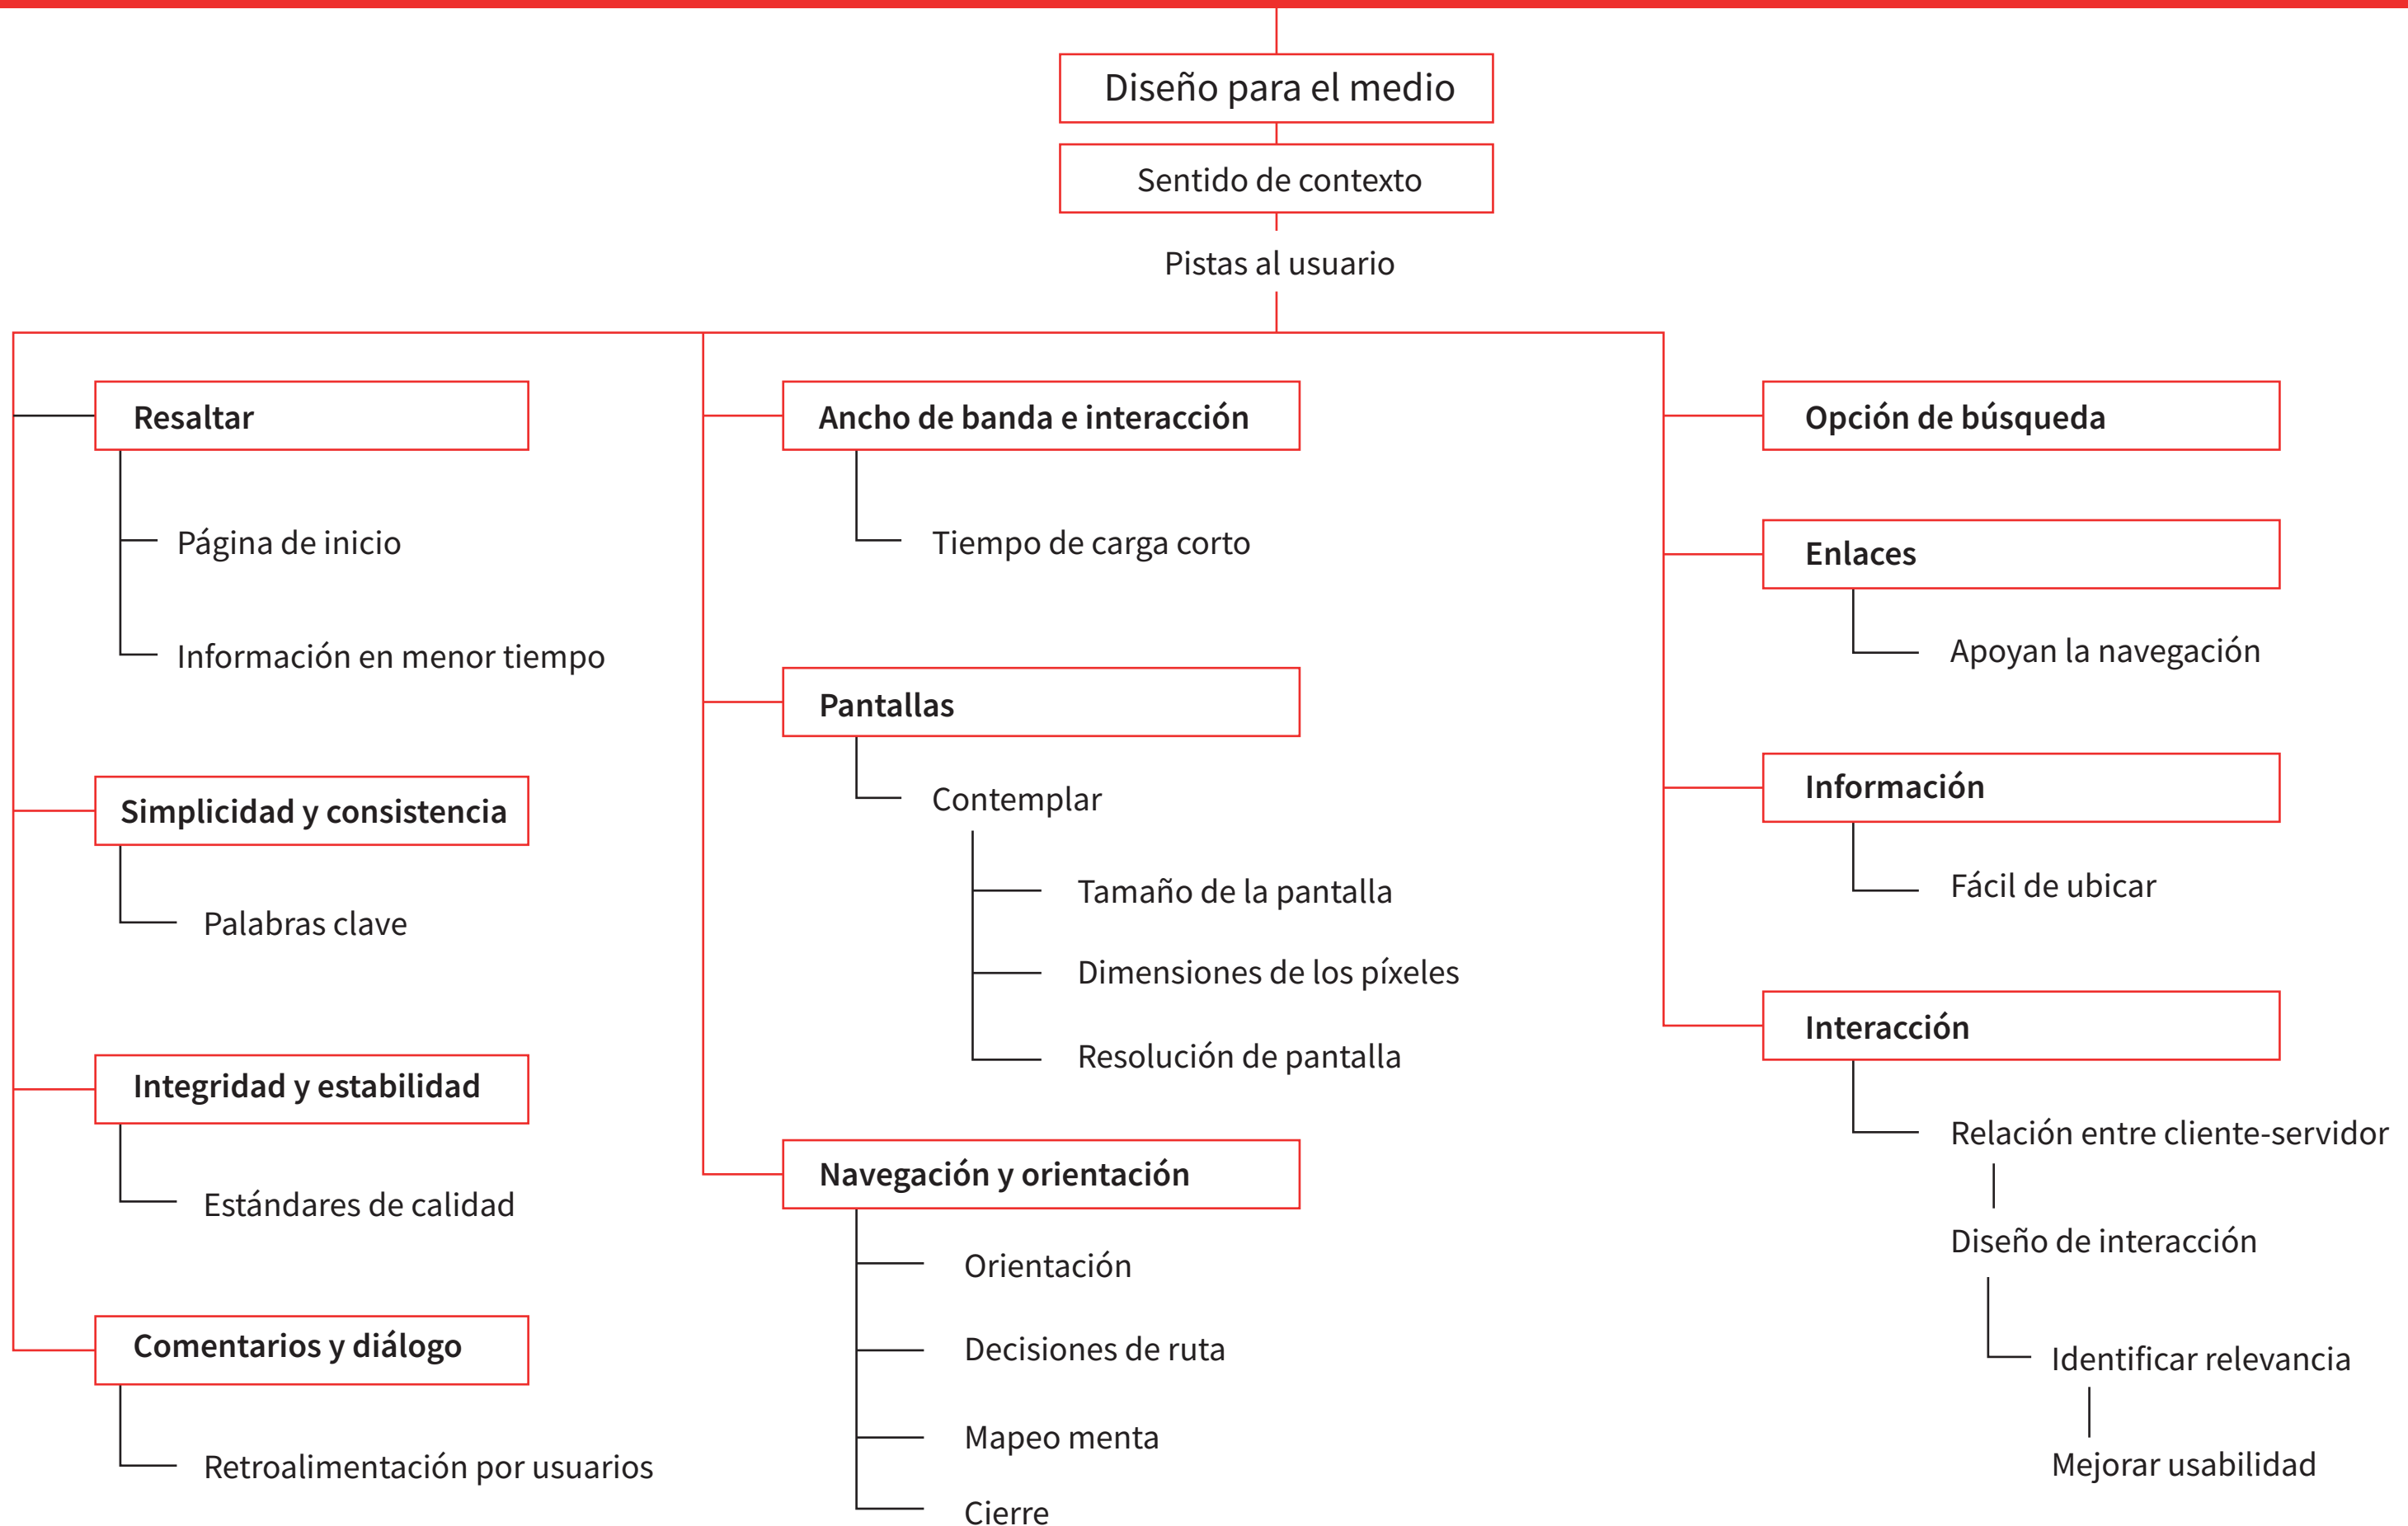 Diseño para el medio
Sentido de contexto
Pistas al usuario
Resaltar
Página de inicio
Información en menor tiempo
Simplicidad y consistencia
Palabras clave
Integridad y estabilidad
Estándares de calidad
Comentarios y diálogo
Retroalimentación por usuarios
Ancho de banda e interacción
Tiempo de carga corto
Pantallas
Contemplar
Tamaño de la pantalla
Dimensiones de los píxeles
Resolución de pantalla
Navegación y orientación
Orientación
Decisiones de ruta
Mapeo menta
Cierre
Opción de búsqueda
Enlaces
Apoyan la navegación
Información
Fácil de ubicar
Interacción
Relación entre cliente-servidor
Diseño de interacción
Identificar relevancia
Mejorar usabilidad